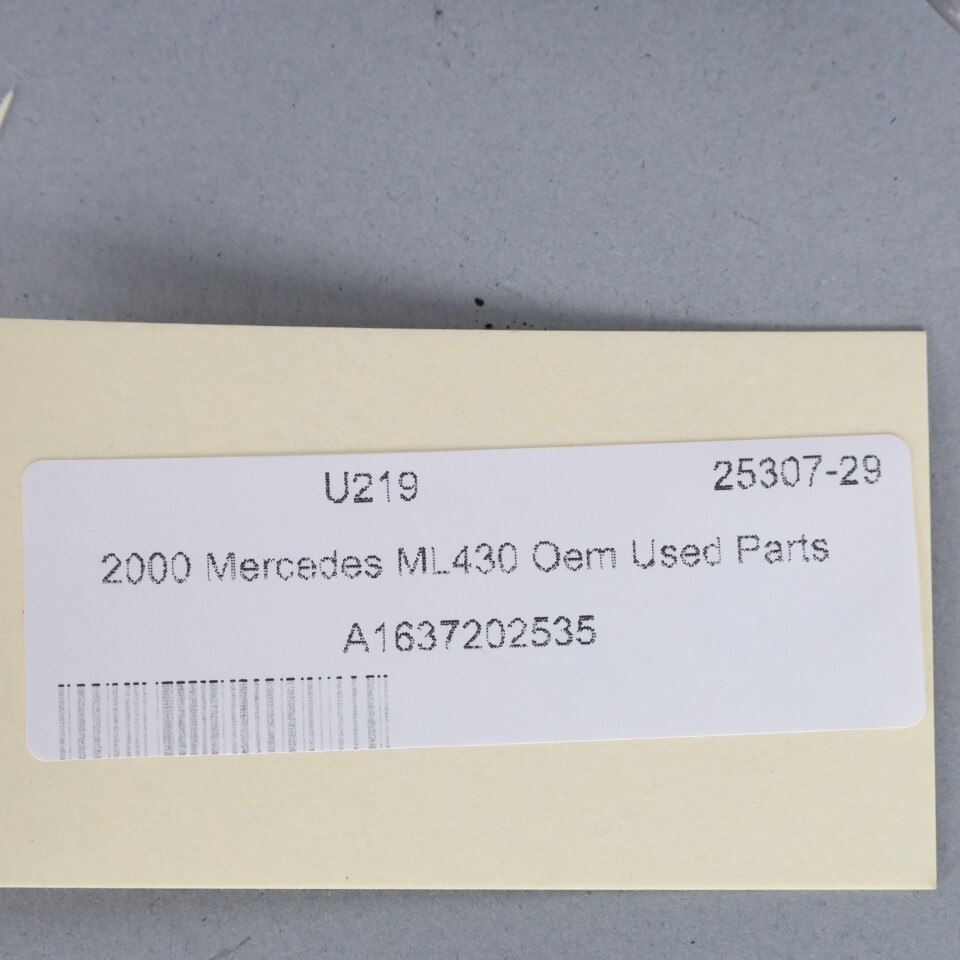 U219 25307-29
2000 Mercedes ML430 Oem Used Parts
A1637202535